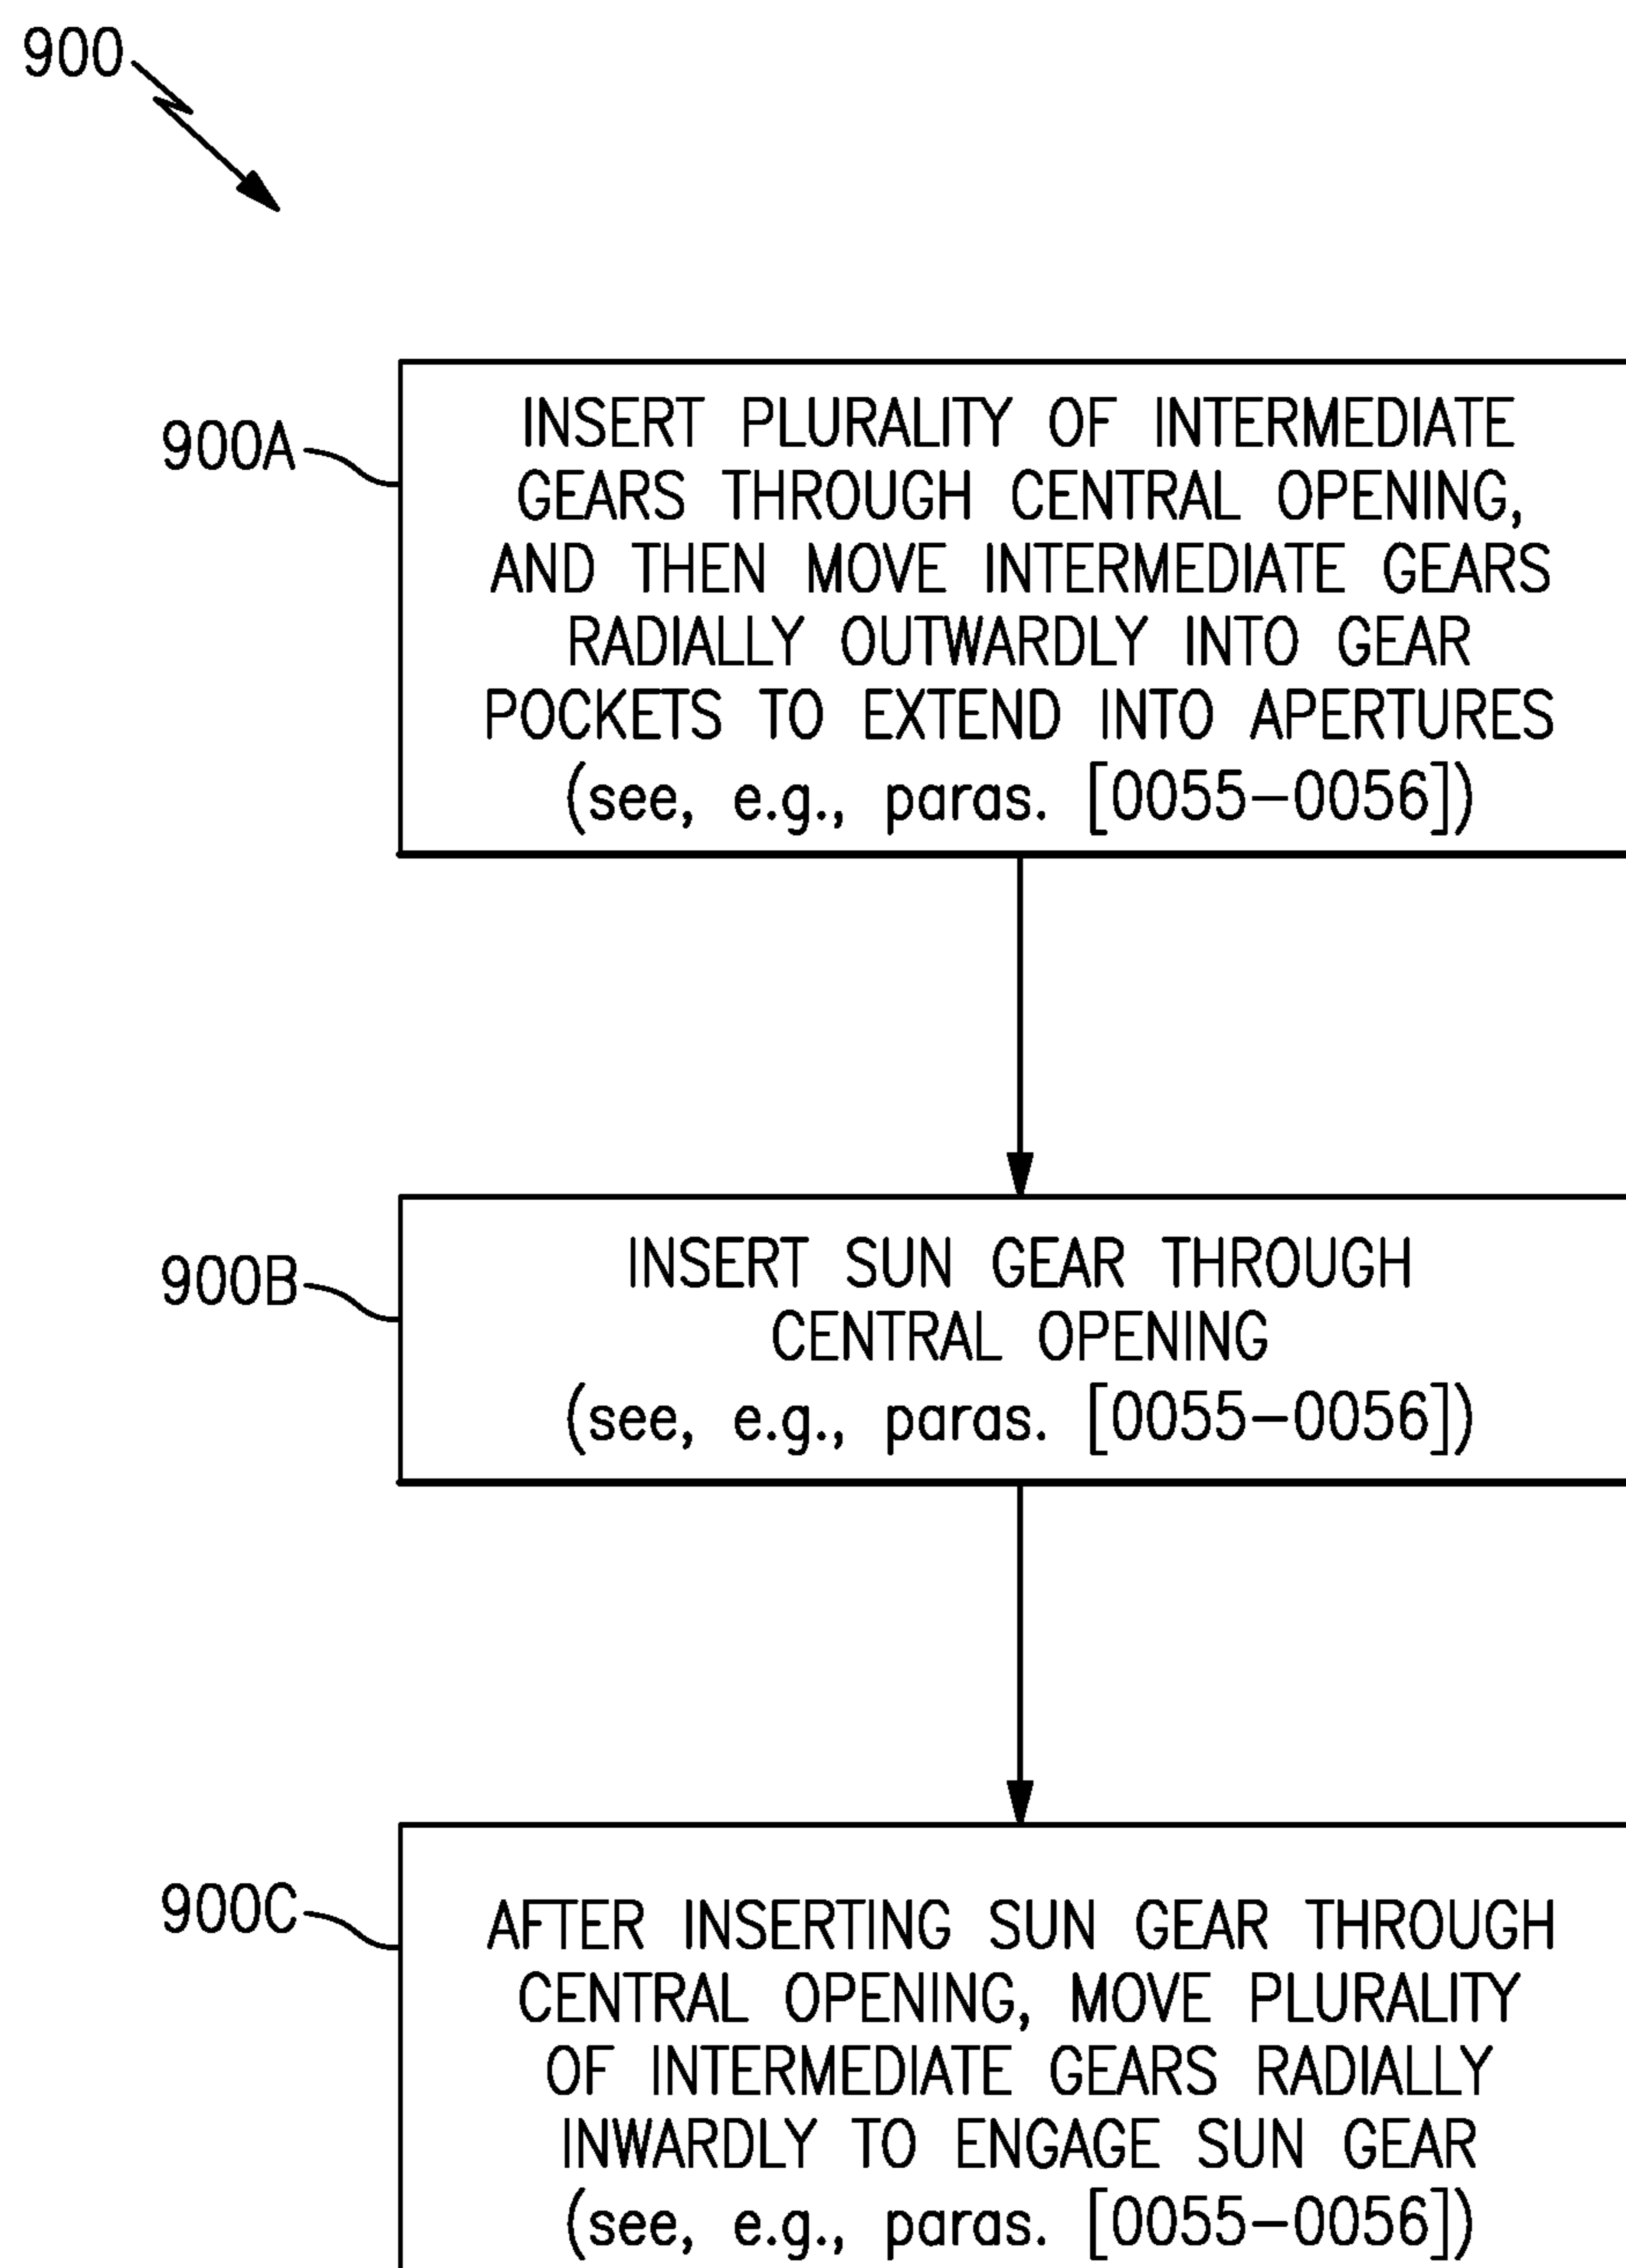 900
900A
INSERT PLURALITY OF INTERMEDIATE
GEARS THROUGH CENTRAL OPENING,
AND THEN MOVE INTERMEDIATE GEARS
RADIALLY OUTWARDLY INTO GEAR
POCKETS TO EXTEND INTO APERTURES
(see, e.g., paras. [0055-0056])
900B
INSERT SUN GEAR THROUGH
CENTRAL OPENING
(see, e.g., paras. [0055-0056])
900C
AFTER INSERTING SUN GEAR THROUGH
CENTRAL OPENING, MOVE PLURALITY
OF INTERMEDIATE GEARS RADIALLY
INWARDLY TO ENGAGE SUN GEAR
(see, e.g., paras. [0055-0056])